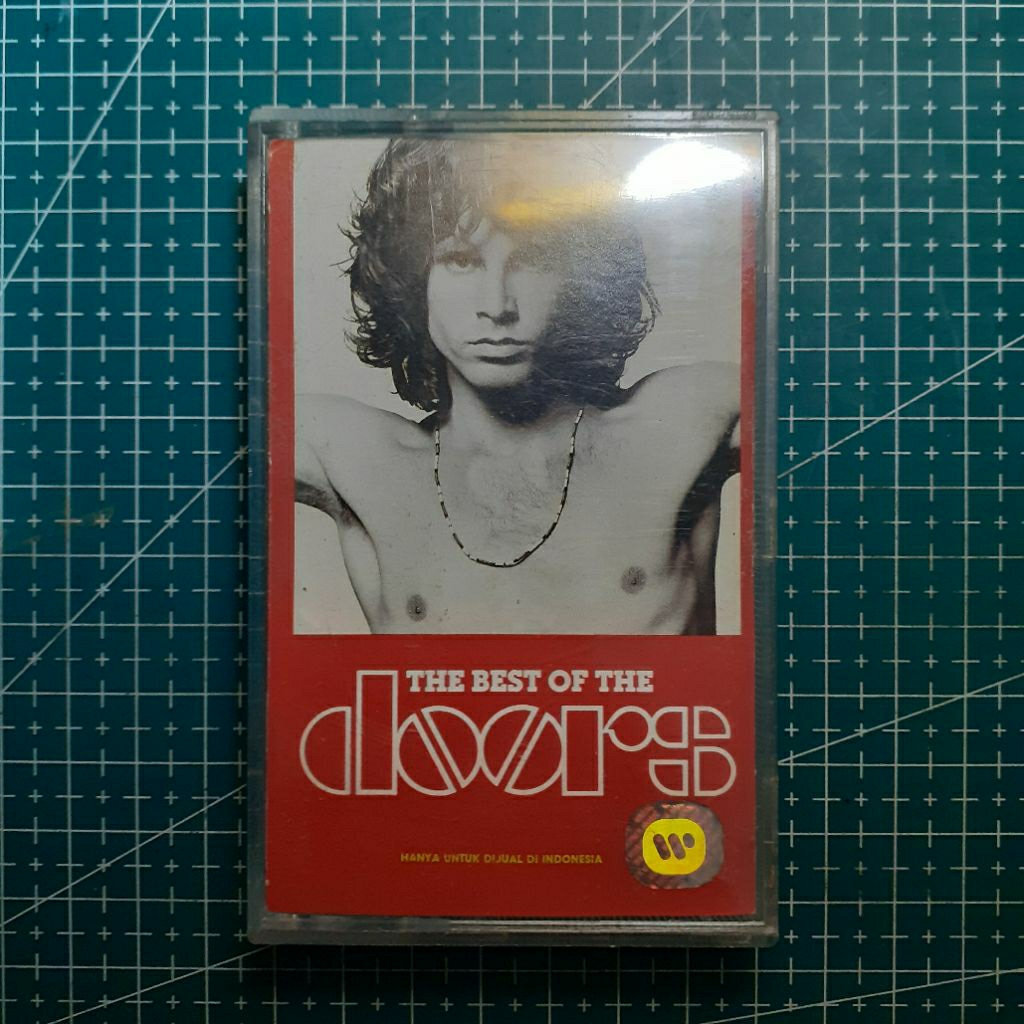 THE BEST OF THE
doors
HANYA UNTUK DIJUAL DI INDONESIA